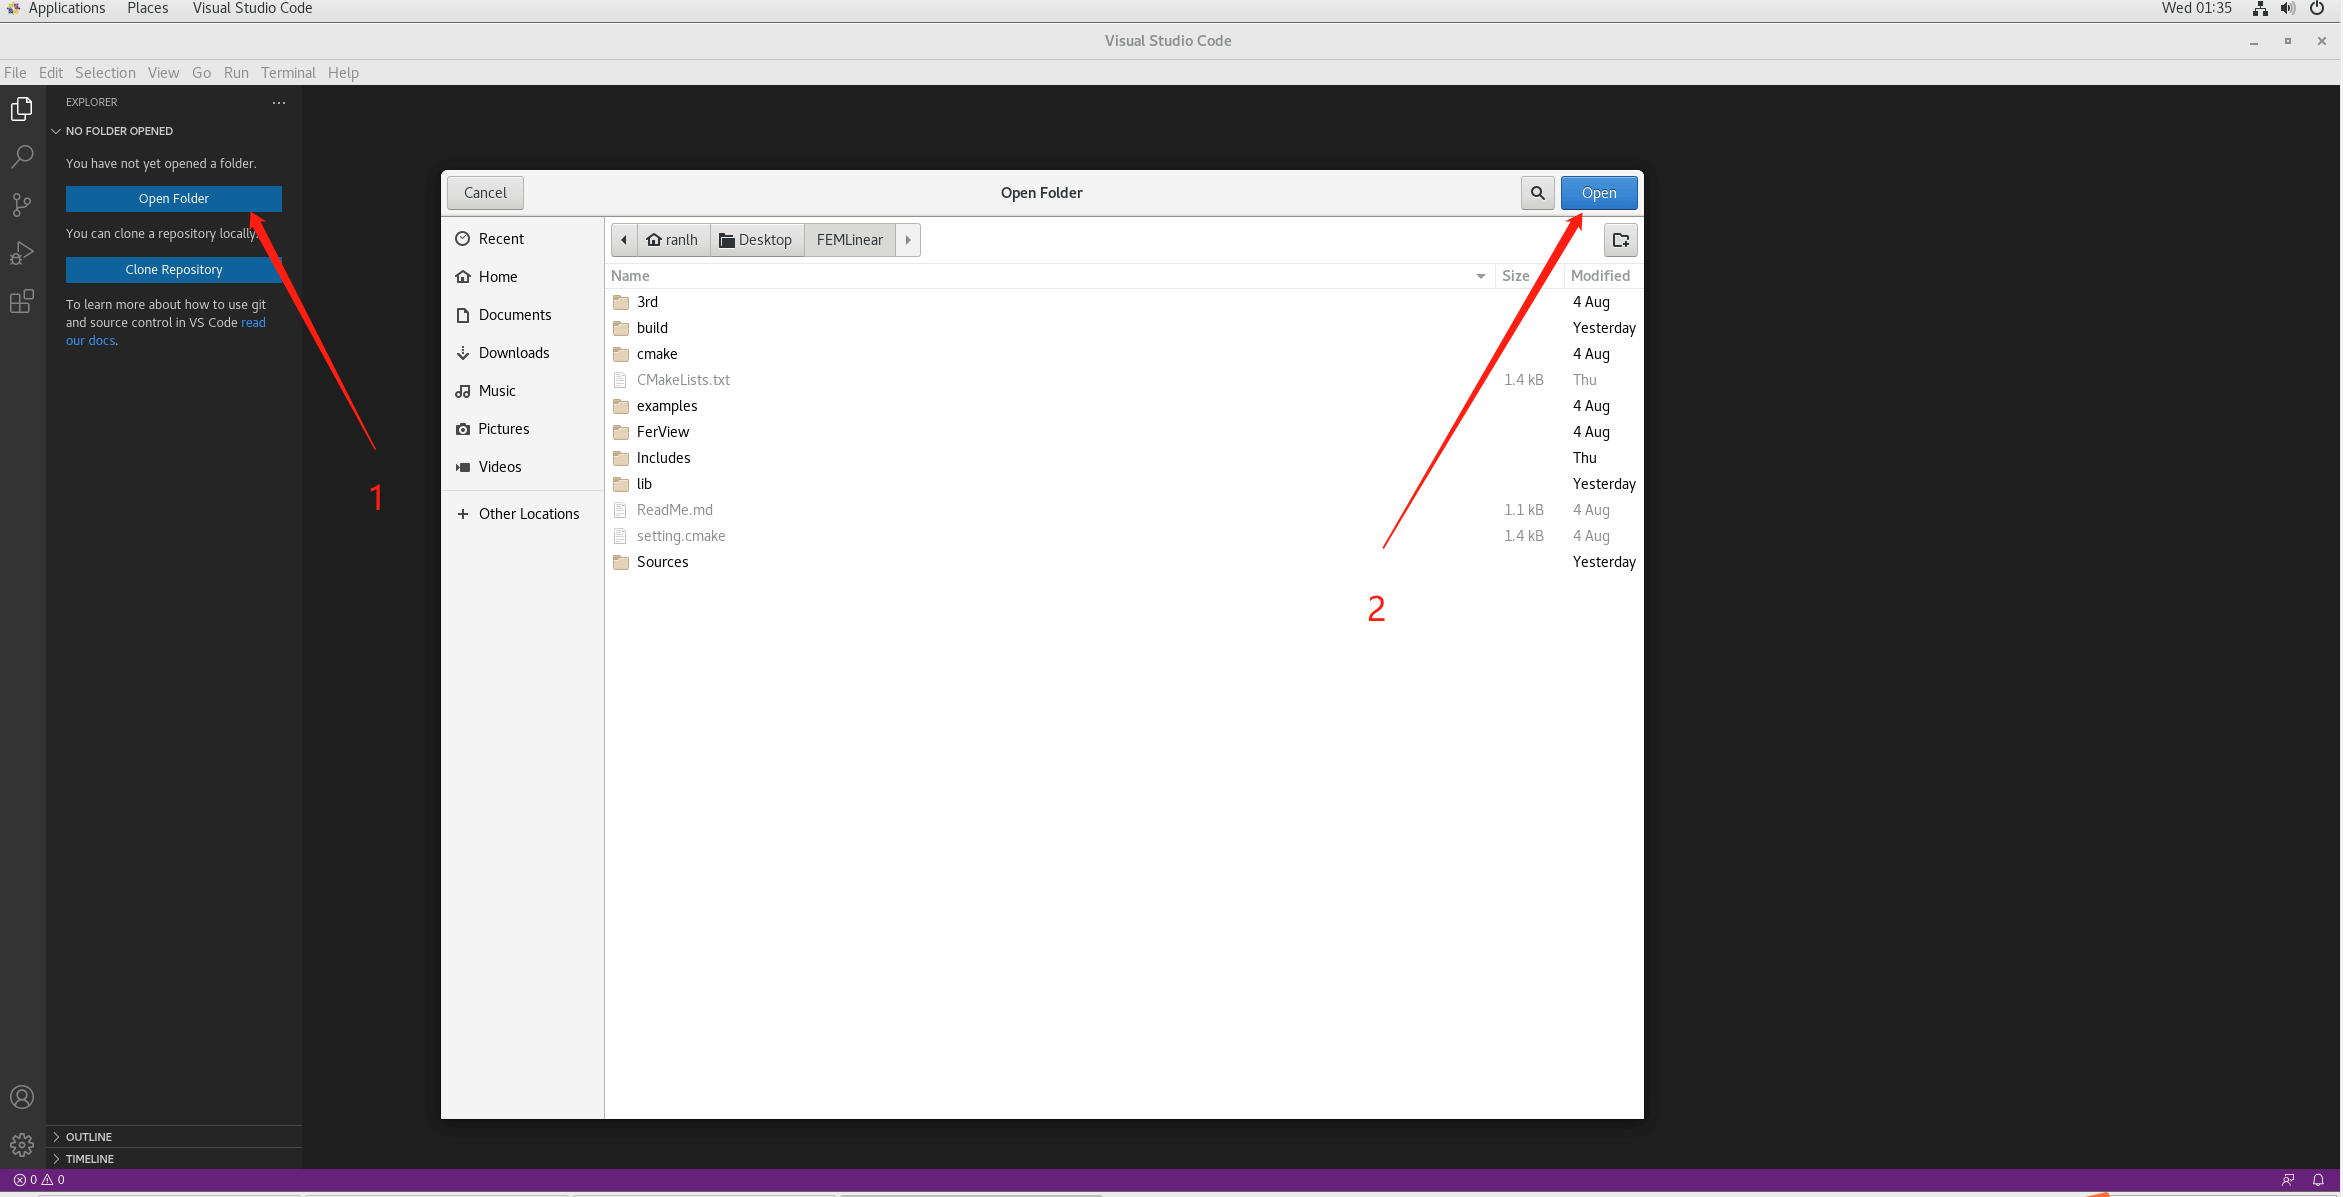 Applications Places Visual Studio Code Wed 01:35
Visual Studio Code
File Edit Selection View Go Run Terminal Help
EXPLORER
NO FOLDER OPENED
You have not yet opened a folder.
Open Folder
You can clone a repository locally.
Clone Repository
To learn more about how to use git
and source control in VS Code read
our docs.
1
OUTLINE
TIMELINE
0 0
Cancel Open Folder Open
Recent
Home
Documents
Downloads
Music
Pictures
Videos
Other Locations
ranlh Desktop FEMLinear
Name Size Modified
3rd 4 Aug
build Yesterday
cmake 4 Aug
CMakeLists.txt 1.4 kB Thu
examples 4 Aug
FerView 4 Aug
Includes Thu
lib Yesterday
ReadMe.md 1.1 kB 4 Aug
setting.cmake 1.4 kB 4 Aug
Sources Yesterday
2